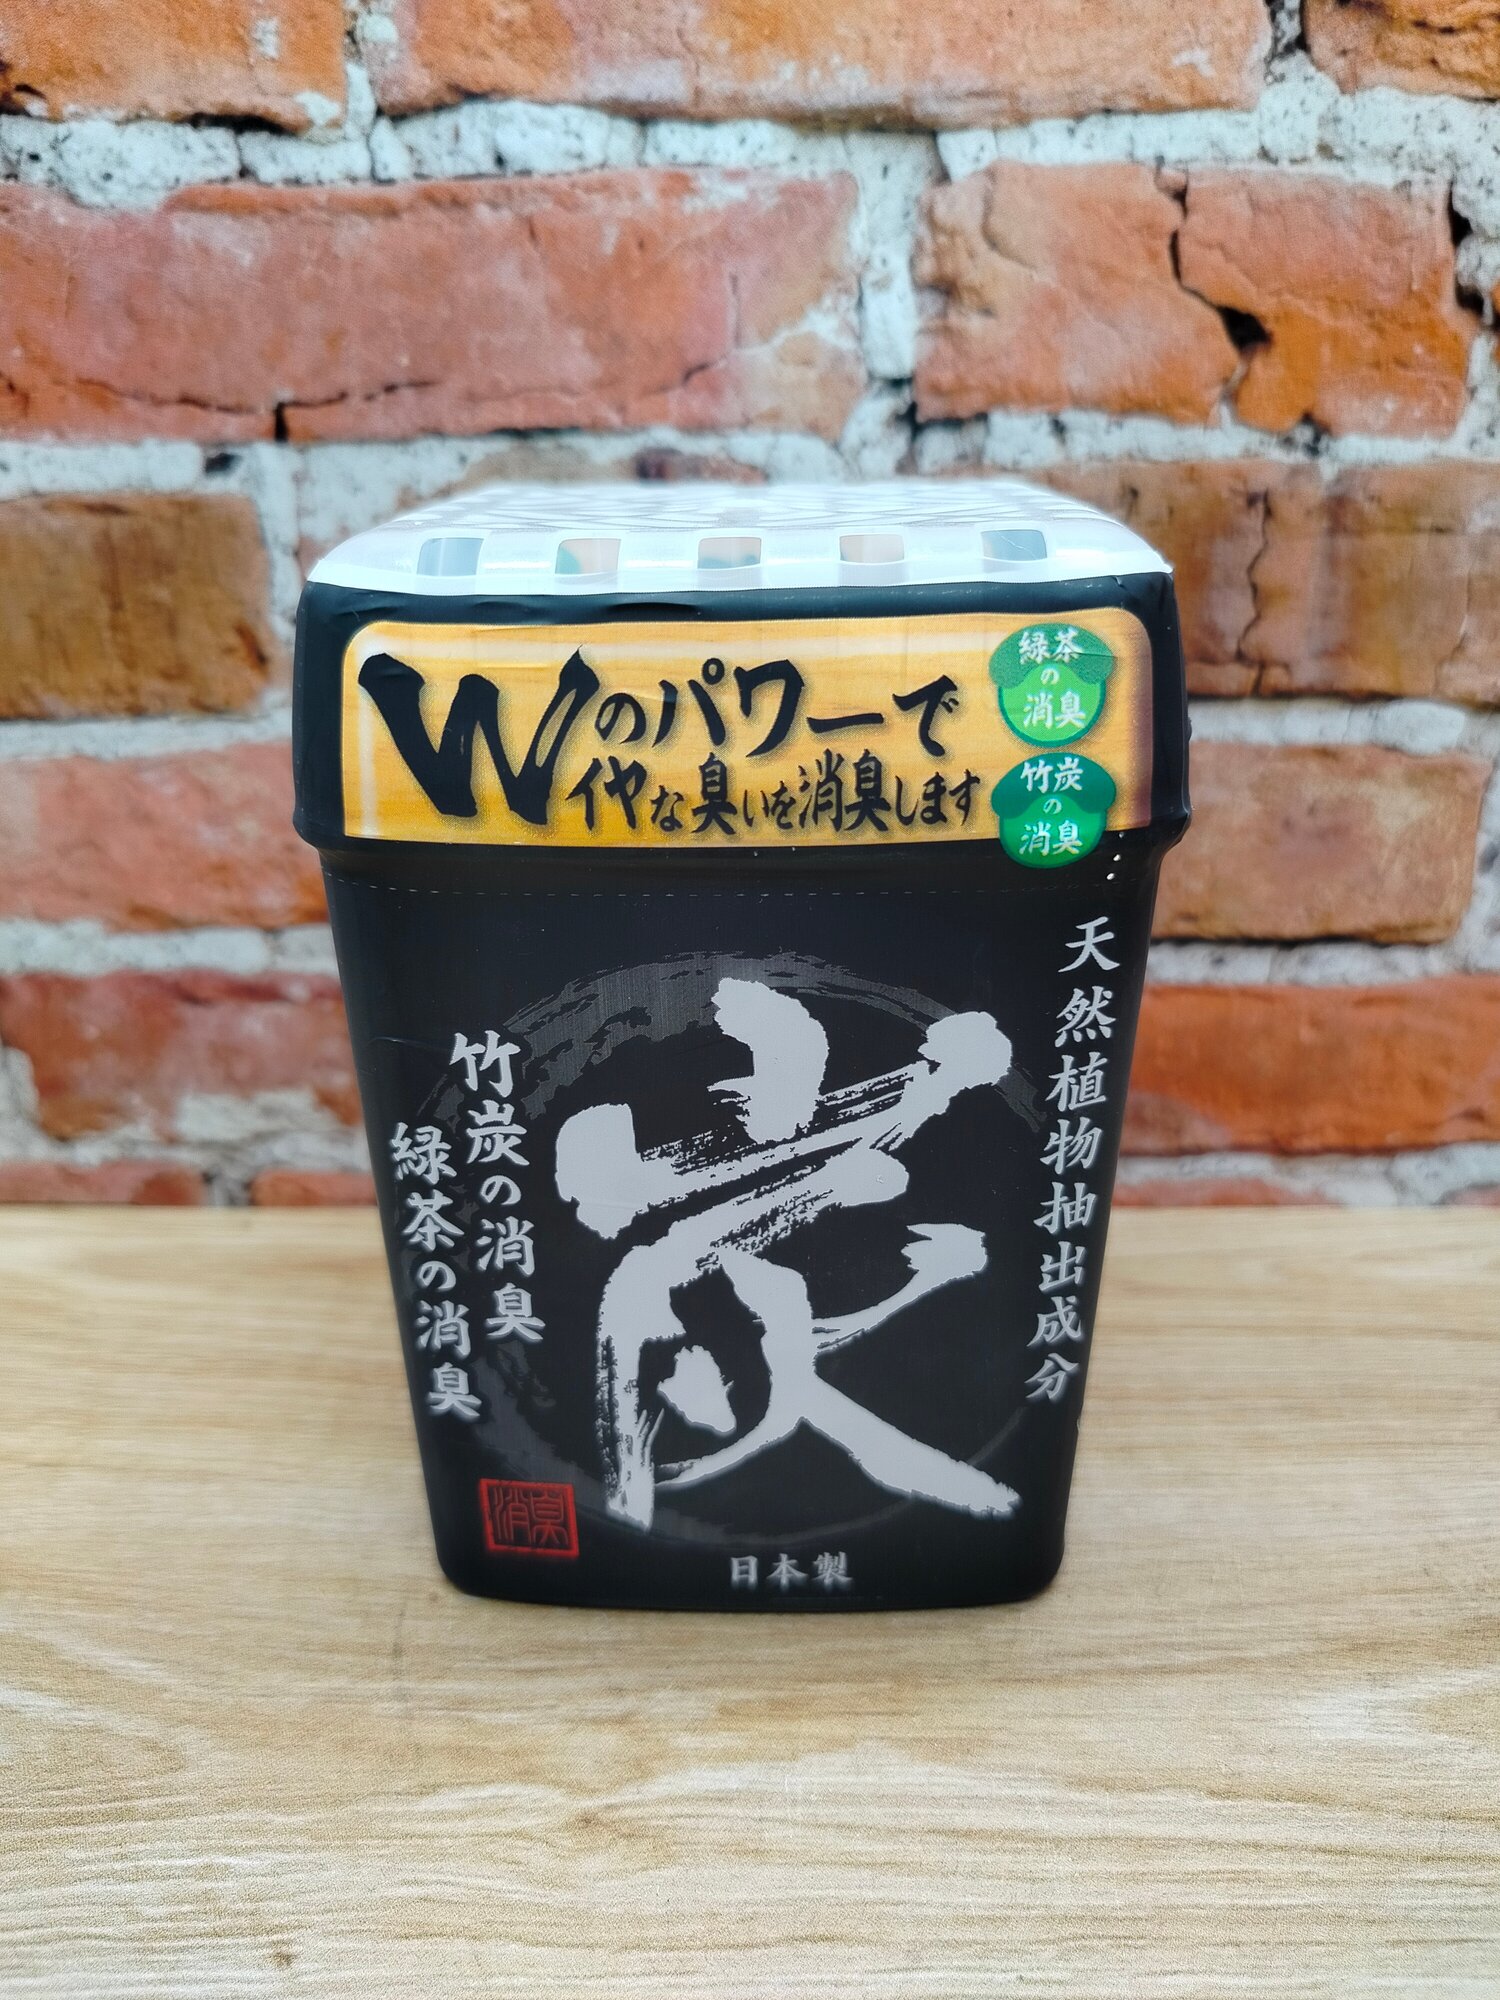 Wのパワーで
イヤな臭いを消臭します
緑茶
の
消臭
竹炭
の
消臭
天然植物抽出成分
炭
竹炭の消臭
緑茶の消臭
消臭
日本製